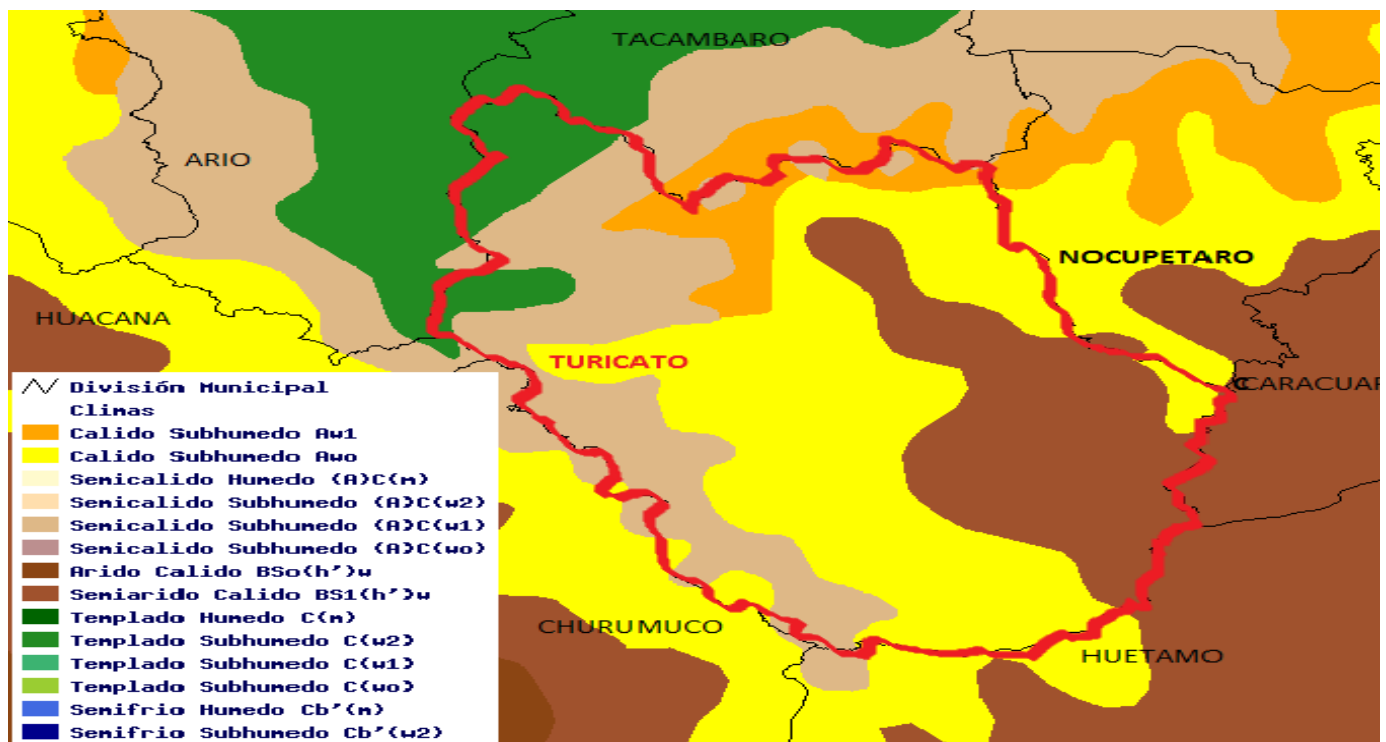 TACAMBARO
ARIO
NOCUPETARO
HUACANA
TURICATO
CARACUAR
CHURUMUCO
HUETAMO
División Municipal
Climas
Calido Subhumedo Aw1
Calido Subhumedo Awo
Semicalido Humedo (A)C(m)
Semicalido Subhumedo (A)C(w2)
Semicalido Subhumedo (A)C(w1)
Semicalido Subhumedo (A)C(wo)
Arido Calido BSo(h')w
Semiarido Calido BS1(h')w
Templado Humedo C(m)
Templado Subhumedo C(w2)
Templado Subhumedo C(w1)
Templado Subhumedo C(wo)
Semifrio Humedo Cb'(m)
Semifrio Subhumedo Cb'(w2)